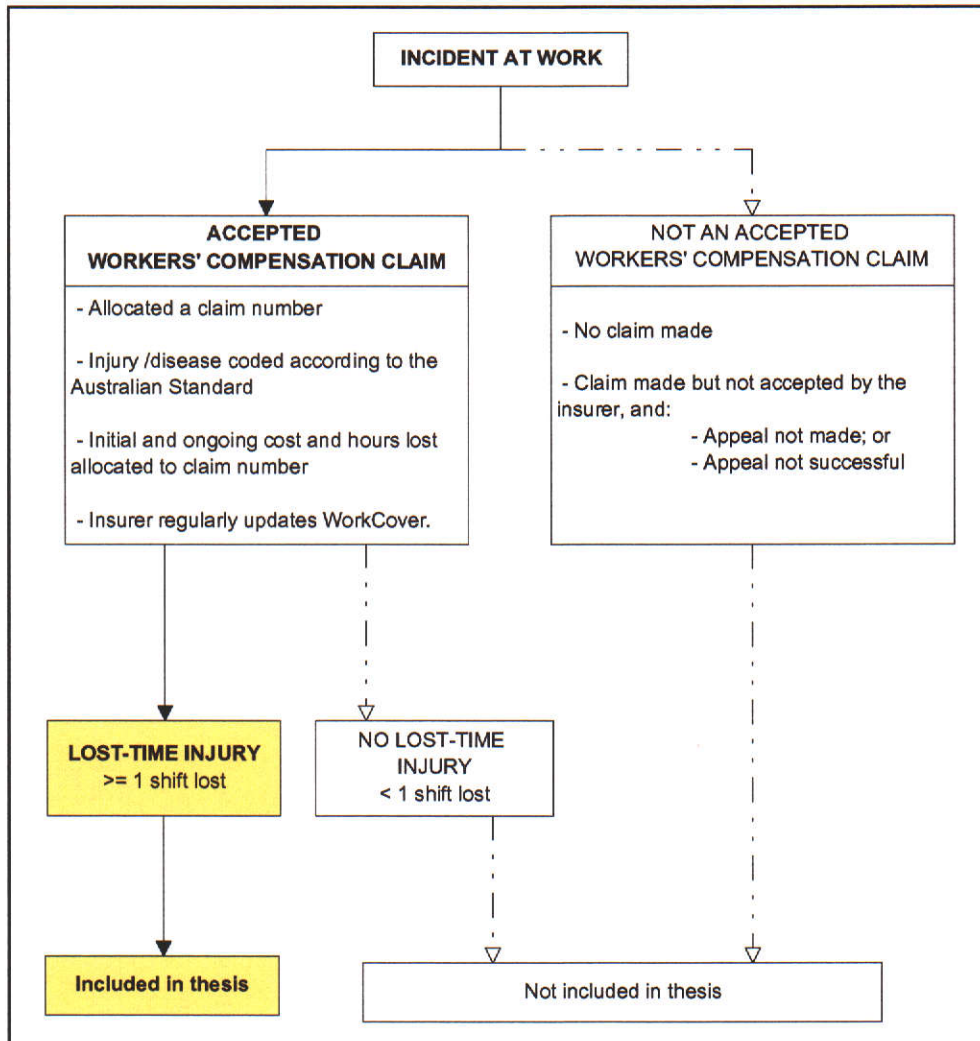 INCIDENT AT WORK
ACCEPTED
WORKERS' COMPENSATION CLAIM
- Allocated a claim number
- Injury /disease coded according to the
Australian Standard
- Initial and ongoing cost and hours lost
allocated to claim number
- Insurer regularly updates WorkCover.
NOT AN ACCEPTED
WORKERS' COMPENSATION CLAIM
- No claim made
- Claim made but not accepted by the
insurer, and:
- Appeal not made; or
- Appeal not successful
LOST-TIME INJURY
>= 1 shift lost
NO LOST-TIME
INJURY
< 1 shift lost
Included in thesis
Not included in thesis